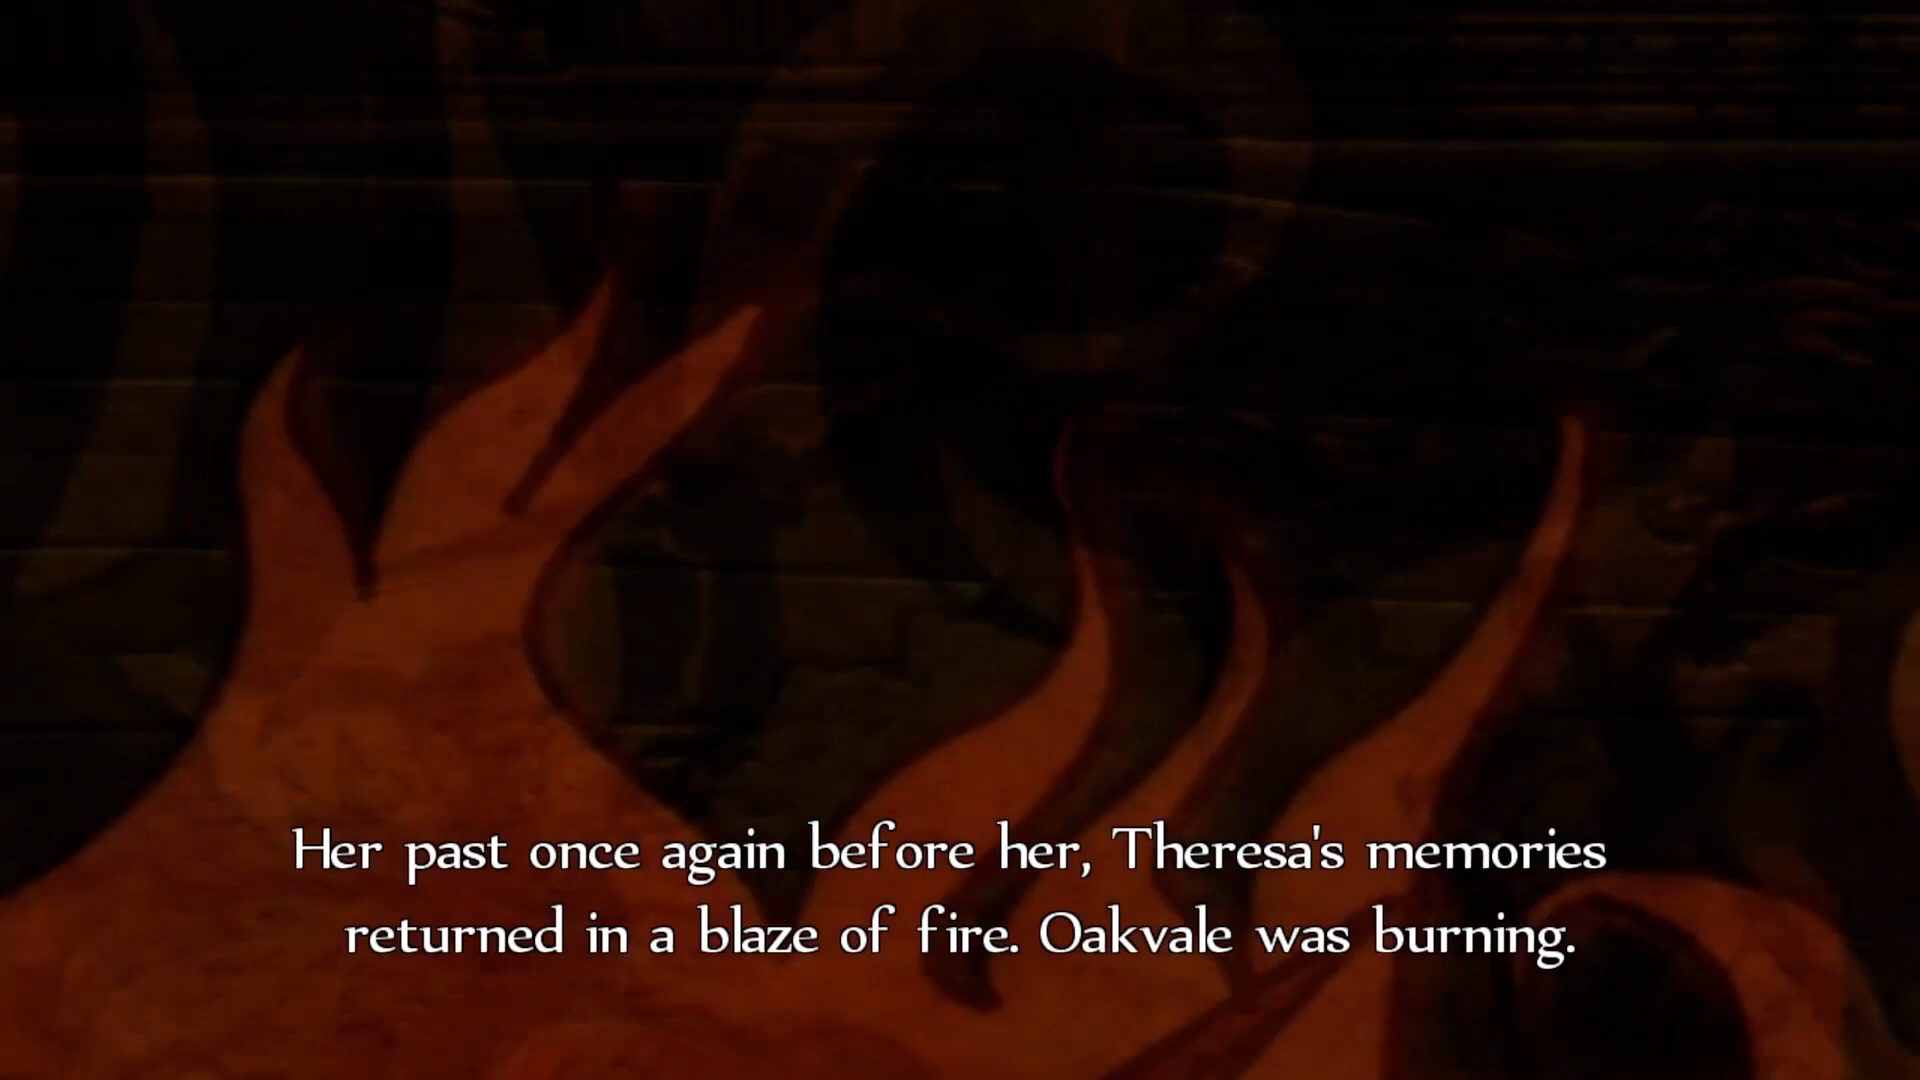 Her past once again before her, Theresa's memories
returned in a blaze of fire. Oakvale was burning.